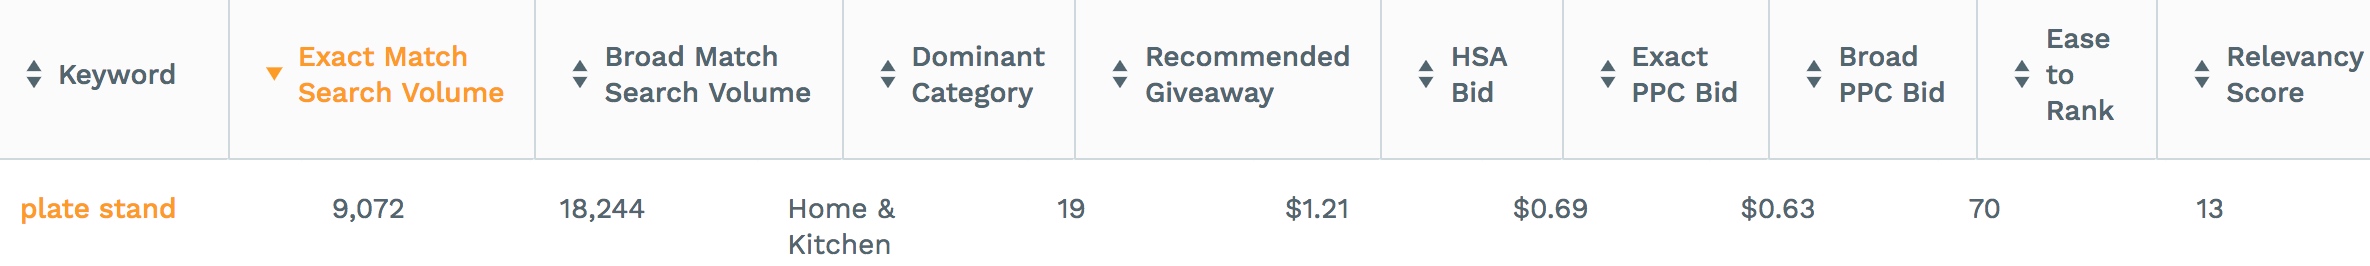 Keyword
Exact Match
Search Volume
Broad Match
Search Volume
Dominant
Category
Recommended
Giveaway
HSA
Bid
Exact
PPC Bid
Broad
PPC Bid
Ease
to
Rank
Relevancy
Score
plate stand
9,072
18,244
Home &
Kitchen
19
$1.21
$0.69
$0.63
70
13